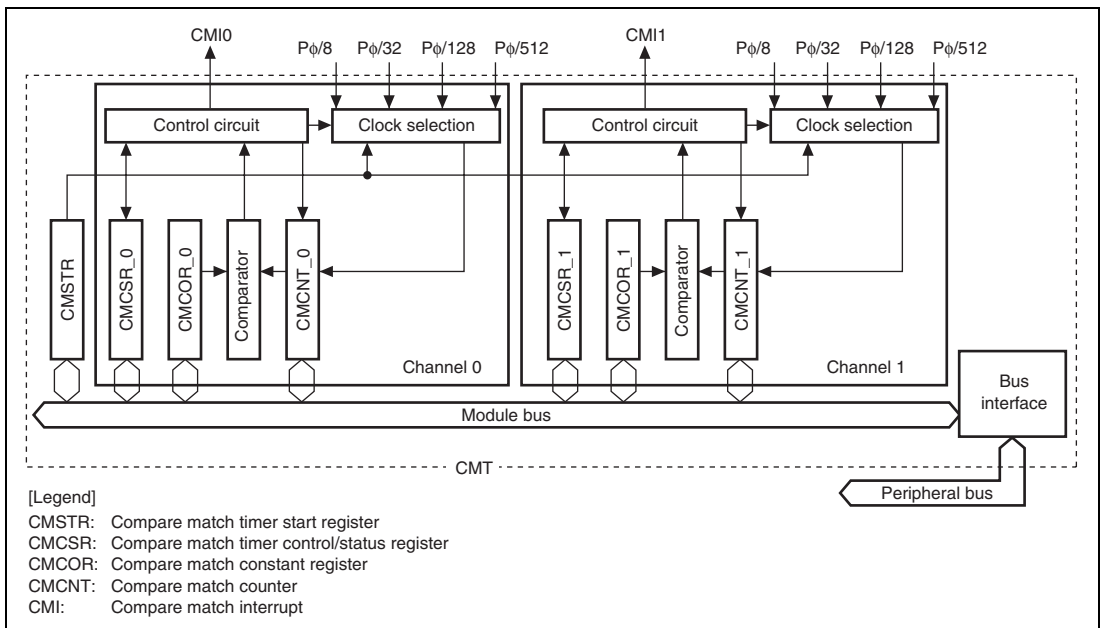 CMI0 Pϕ/8 Pϕ/32 Pϕ/128 Pϕ/512 CMI1 Pϕ/8 Pϕ/32 Pϕ/128 Pϕ/512
Control circuit Clock selection Control circuit Clock selection
CMSTR
CMCSR_0
CMCOR_0
Comparator
CMCNT_0
CMCSR_1
CMCOR_1
Comparator
CMCNT_1
Channel 0
Channel 1
Bus
interface
Module bus
CMT
Peripheral bus
[Legend]
CMSTR: Compare match timer start register
CMCSR: Compare match timer control/status register
CMCOR: Compare match constant register
CMCNT: Compare match counter
CMI: Compare match interrupt